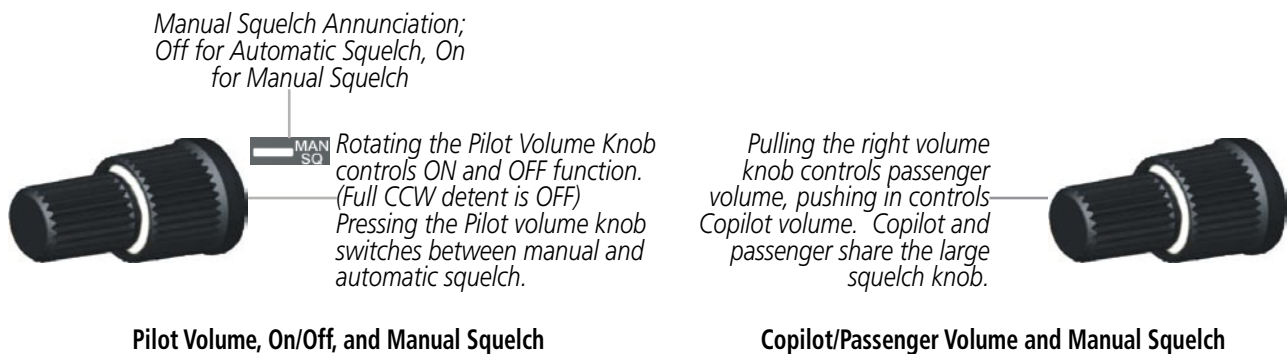 Manual Squelch Annunciation;
Off for Automatic Squelch, On
for Manual Squelch
MAN
SQ
Rotating the Pilot Volume Knob
controls ON and OFF function.
(Full CCW detent is OFF)
Pressing the Pilot volume knob
switches between manual and
automatic squelch.
Pulling the right volume
knob controls passenger
volume, pushing in controls
Copilot volume.  Copilot and
passenger share the large
squelch knob.
Pilot Volume, On/Off, and Manual Squelch
Copilot/Passenger Volume and Manual Squelch